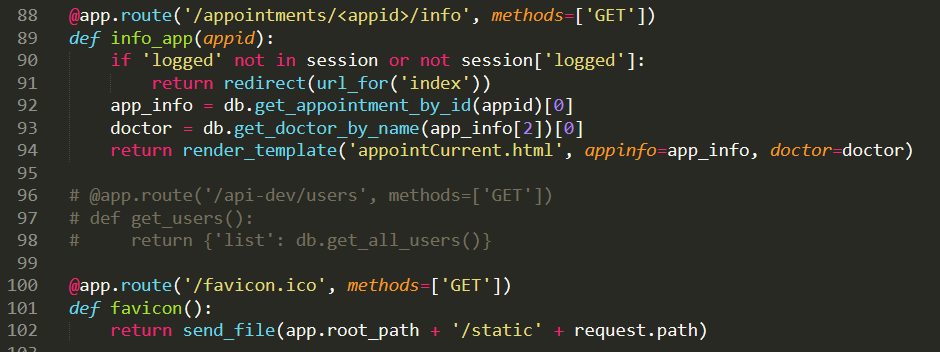 88 @app.route('/appointments/<appid>/info', methods=['GET'])
89 def info_app(appid):
90     if 'logged' not in session or not session['logged']:
91         return redirect(url_for('index'))
92     app_info = db.get_appointment_by_id(appid)[0]
93     doctor = db.get_doctor_by_name(app_info[2])[0]
94     return render_template('appointCurrent.html', appinfo=app_info, doctor=doctor)
95
96 # @app.route('/api-dev/users', methods=['GET'])
97 # def get_users():
98 #     return {'list': db.get_all_users()}
99
100 @app.route('/favicon.ico', methods=['GET'])
101 def favicon():
102     return send_file(app.root_path + '/static' + request.path)